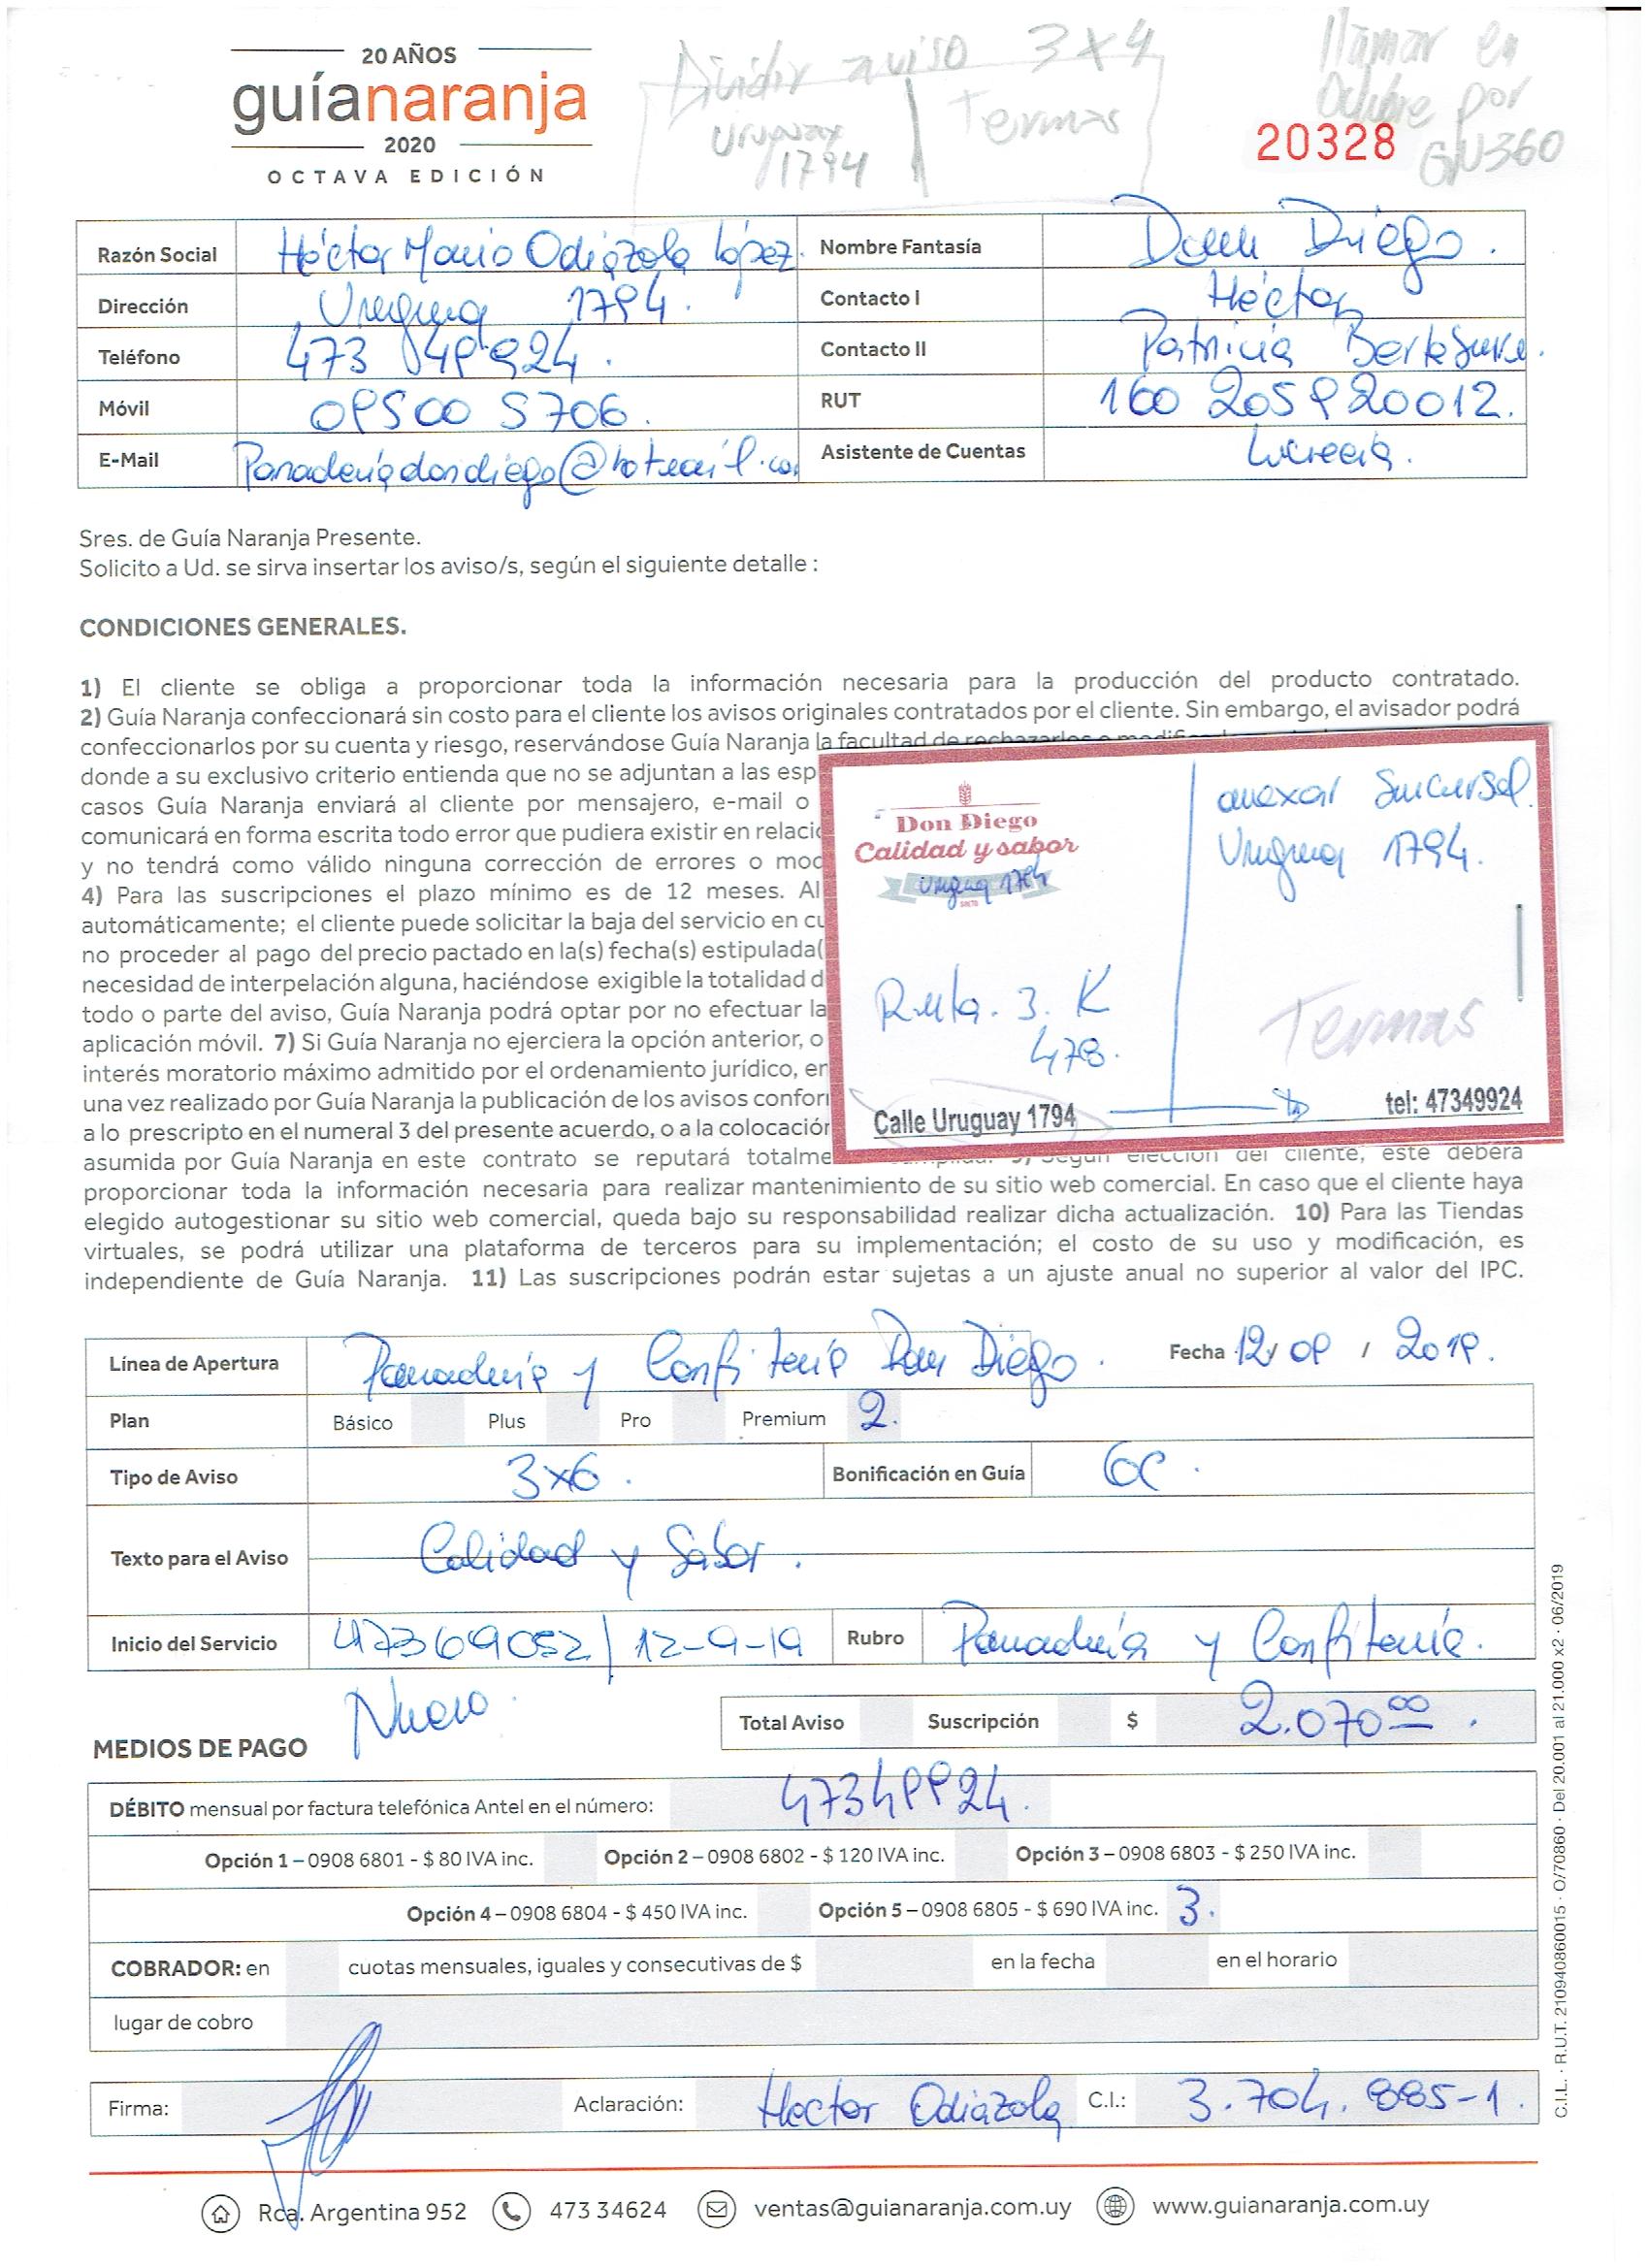 20 AÑOS
guíanaranja
2020
OCTAVA EDICIÓN
Dividir aviso 3x4
Uruguay 1794
Termas
llamar en
Octubre por
GU360
20328
Razón Social Héctor Mario Odiázola López. Nombre Fantasía Don Diego.
Dirección Uruguay 1794. Contacto I Héctor
Teléfono 473 49924. Contacto II Patricia
Móvil 09500 5706. RUT 160 205920012.
E-Mail Panaderiadondiego@hotmail.co Asistente de Cuentas Lucrecia.
Sres. de Guía Naranja Presente.
Solicito a Ud. se sirva insertar los aviso/s, según el siguiente detalle :
CONDICIONES GENERALES.
1) El cliente se obliga a proporcionar toda la información necesaria para la producción del producto contratado.
2) Guía Naranja confeccionará sin costo para el cliente los avisos originales contratados por el cliente. Sin embargo, el avisador podrá
confeccionarlos por su cuenta y riesgo, reservándose Guía Naranja la facultad de
donde a su exclusivo criterio entienda que no se adjuntan a las esp
casos Guía Naranja enviará al cliente por mensajero, e-mail o
comunicará en forma escrita todo error que pudiera existir en relaci
y no tendrá como válido ninguna corrección de errores o mod
4) Para las suscripciones el plazo mínimo es de 12 meses. Al
automáticamente; el cliente puede solicitar la baja del servicio en cu
no proceder al pago del precio pactado en la(s) fecha(s) estipulada(
necesidad de interpelación alguna, haciéndose exigible la totalidad d
todo o parte del aviso, Guía Naranja podrá optar por no efectuar la
aplicación móvil. 7) Si Guía Naranja no ejerciera la opción anterior, o
interés moratorio máximo admitido por el ordenamiento jurídico, en
una vez realizado por Guía Naranja la publicación de los avisos confor
a lo prescripto en el numeral 3 del presente acuerdo, o a la colocación
asumida por Guía Naranja en este contrato se reputará totalme según elección del cliente, este deberá
proporcionar toda la información necesaria para realizar mantenimiento de su sitio web comercial. En caso que el cliente haya
elegido autogestionar su sitio web comercial, queda bajo su responsabilidad realizar dicha actualización. 10) Para las Tiendas
virtuales, se podrá utilizar una plataforma de terceros para su implementación; el costo de su uso y modificación, es
independiente de Guía Naranja. 11) Las suscripciones podrán estar sujetas a un ajuste anual no superior al valor del IPC.
Don Diego
Calidad y sabor
Uruguay 1794
SALTO
Ruta. 3. K
478.
Calle Uruguay 1794
anexar Sucursal.
Uruguay 1794.
Termas
tel: 47349924
Línea de Apertura Panadería y Confitería Don Diego. Fecha 12/ 09 / 2019.
Plan Básico Plus Pro Premium 2.
Tipo de Aviso 3x6. Bonificación en Guía 6C.
Texto para el Aviso Calidad y Sabor.
Inicio del Servicio 47369052/ 12-9-19 Rubro Panadería y Confitería.
Nuevo.
Total Aviso Suscripción $ 2.070 00.
MEDIOS DE PAGO
DÉBITO mensual por factura telefónica Antel en el número: 47349924.
Opción 1 – 0908 6801 - $ 80 IVA inc. Opción 2 – 0908 6802 - $ 120 IVA inc. Opción 3 – 0908 6803 - $ 250 IVA inc.
Opción 4 – 0908 6804 - $ 450 IVA inc. Opción 5 – 0908 6805 - $ 690 IVA inc. 3.
COBRADOR: en cuotas mensuales, iguales y consecutivas de $ en la fecha en el horario
lugar de cobro
Firma: Aclaración: Hector Odiázola C.I.: 3.704.885-1.
Rca. Argentina 952 473 34624 ventas@guianaranja.com.uy www.guianaranja.com.uy
C.I.L. · R.U.T. 210940860015 · O/70860 · Del 20.001 al 21.000 x2 · 06/2019